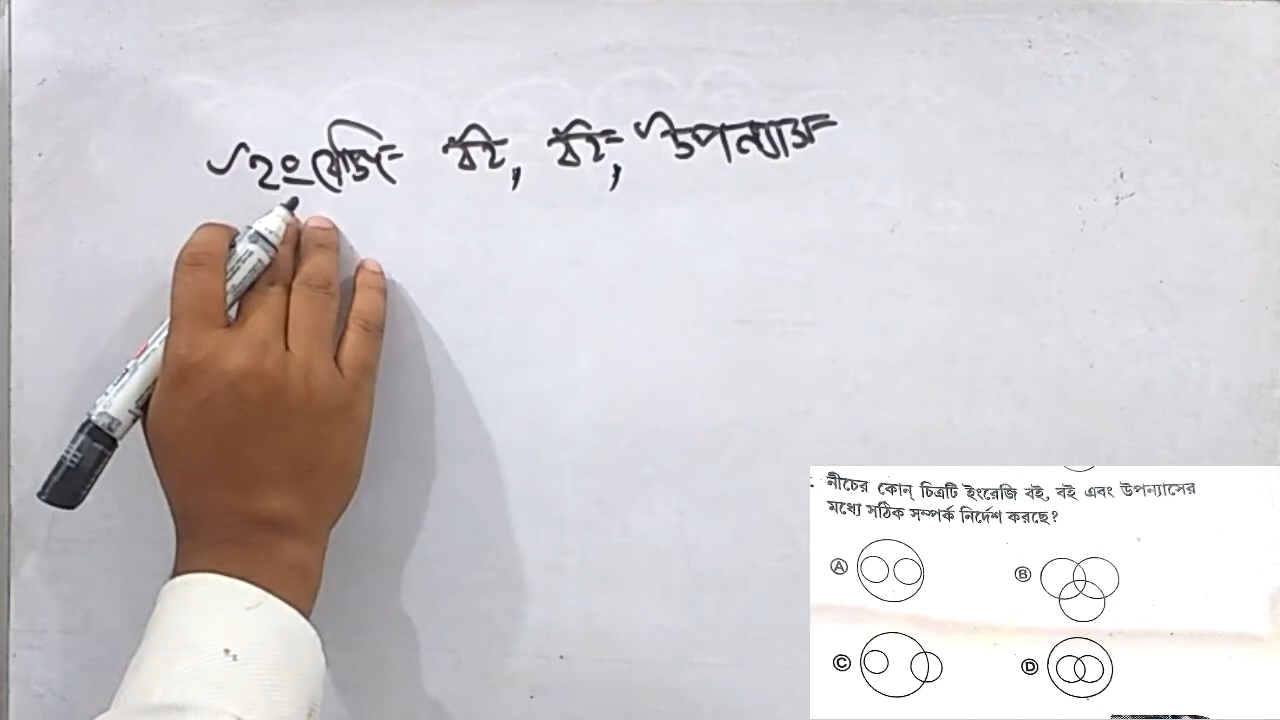 ইংরেজি বই, বই, উপন্যাস
নীচের কোন্ চিত্রটি ইংরেজি বই, বই এবং উপন্যাসের
মধ্যে সঠিক সম্পর্ক নির্দেশ করছে?
A B
C D